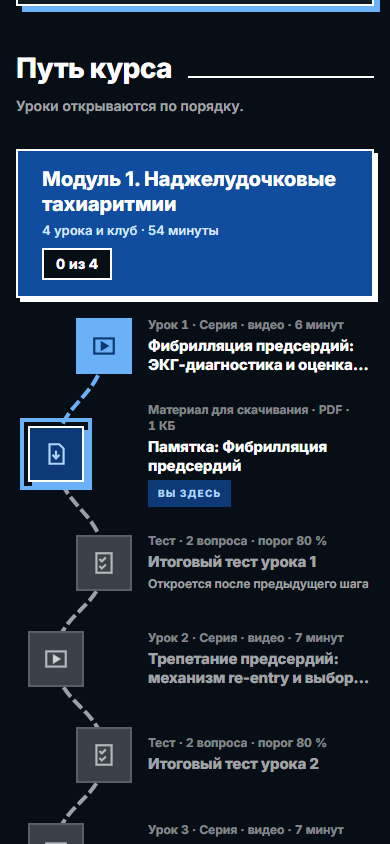 Путь курса
Уроки открываются по порядку.
Модуль 1. Наджелудочковые
тахиаритмии
4 урока и клуб · 54 минуты
0 из 4
Урок 1 · Серия · видео · 6 минут
Фибрилляция предсердий:
ЭКГ-диагностика и оценка…
Материал для скачивания · PDF ·
1 КБ
Памятка: Фибрилляция
предсердий
ВЫ ЗДЕСЬ
Тест · 2 вопроса · порог 80 %
Итоговый тест урока 1
Откроется после предыдущего шага
Урок 2 · Серия · видео · 7 минут
Трепетание предсердий:
механизм re-entry и выбор…
Тест · 2 вопроса · порог 80 %
Итоговый тест урока 2
Урок 3 · Серия · видео · 7 минут